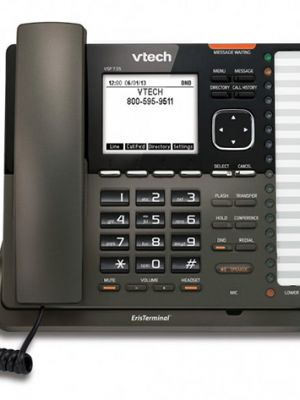 vtech
MESSAGE WAITING
VSP735
MENU MESSAGE
12:00 06/01/13 DND
VTECH
800-595-9511
DIRECTORY CALL HISTORY
Line Call Fwd Directory Settings
SELECT CANCEL
1 2 ABC 3 DEF
FLASH TRANSFER
4 GHI 5 JKL 6 MNO
HOLD CONFERENCE
7 PQRS 8 TUV 9 WXYZ
DND REDIAL
* 0 OPER #
SPEAKER
MUTE - VOLUME + HEADSET
MIC
LOWER
ErisTerminal